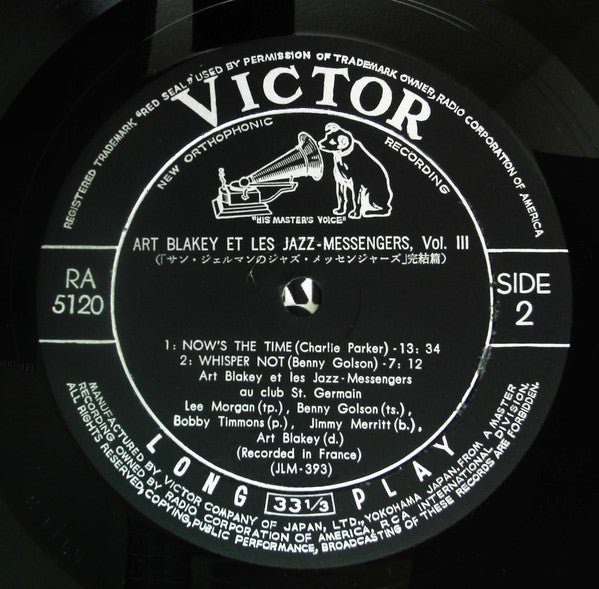 REGISTERED TRADEMARK "RED SEAL" USED BY PERMISSION OF TRADEMARK OWNER, RADIO CORPORATION OF AMERICA
VICTOR
NEW ORTHOPHONIC RECORDING
"HIS MASTER'S VOICE"
ART BLAKEY ET LES JAZZ-MESSENGERS, Vol. III
(「サン・ジェルマンのジャズ・メッセンジャーズ」完結篇)
RA
5120
SIDE
2
1: NOW'S THE TIME (Charlie Parker) - 13: 34
2: WHISPER NOT (Benny Golson) - 7: 12
Art Blakey et les Jazz-Messengers
au club St. Germain
Lee Morgan (tp.), Benny Golson (ts.),
Bobby Timmons (p.), Jimmy Merritt (b.),
Art Blakey (d.)
(Recorded in France)
(JLM-393)
LONG 33 1/3 PLAY
MANUFACTURED BY VICTOR COMPANY OF JAPAN, LTD., YOKOHAMA JAPAN, FROM A MASTER
RECORDING OWNED BY RADIO CORPORATION OF AMERICA, RCA INTERNATIONAL DIVISION.
ALL RIGHTS RESERVED, COPYING, PUBLIC PERFORMANCE, BROADCASTING OF THESE RECORDS ARE FORBIDDEN.